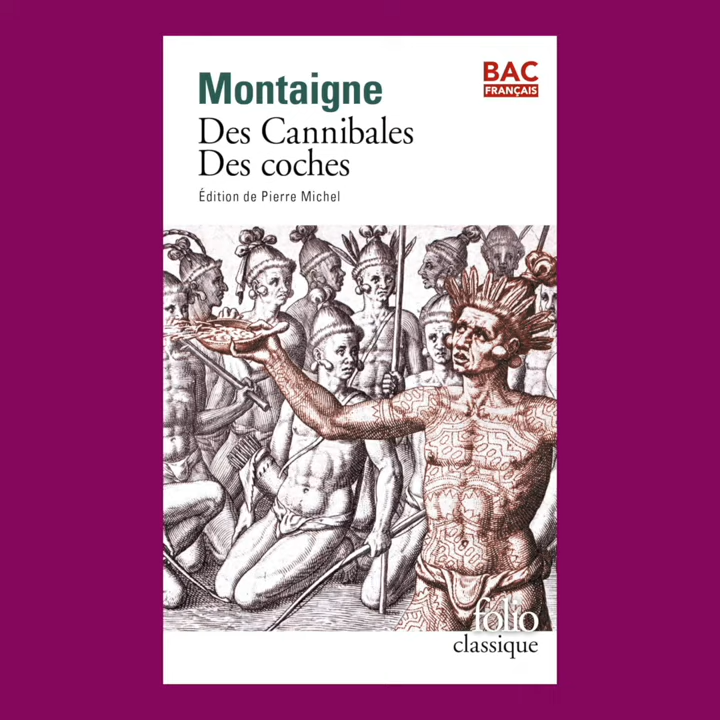 Montaigne
BAC
FRANÇAIS
Des Cannibales
Des coches
Édition de Pierre Michel
folio
classique